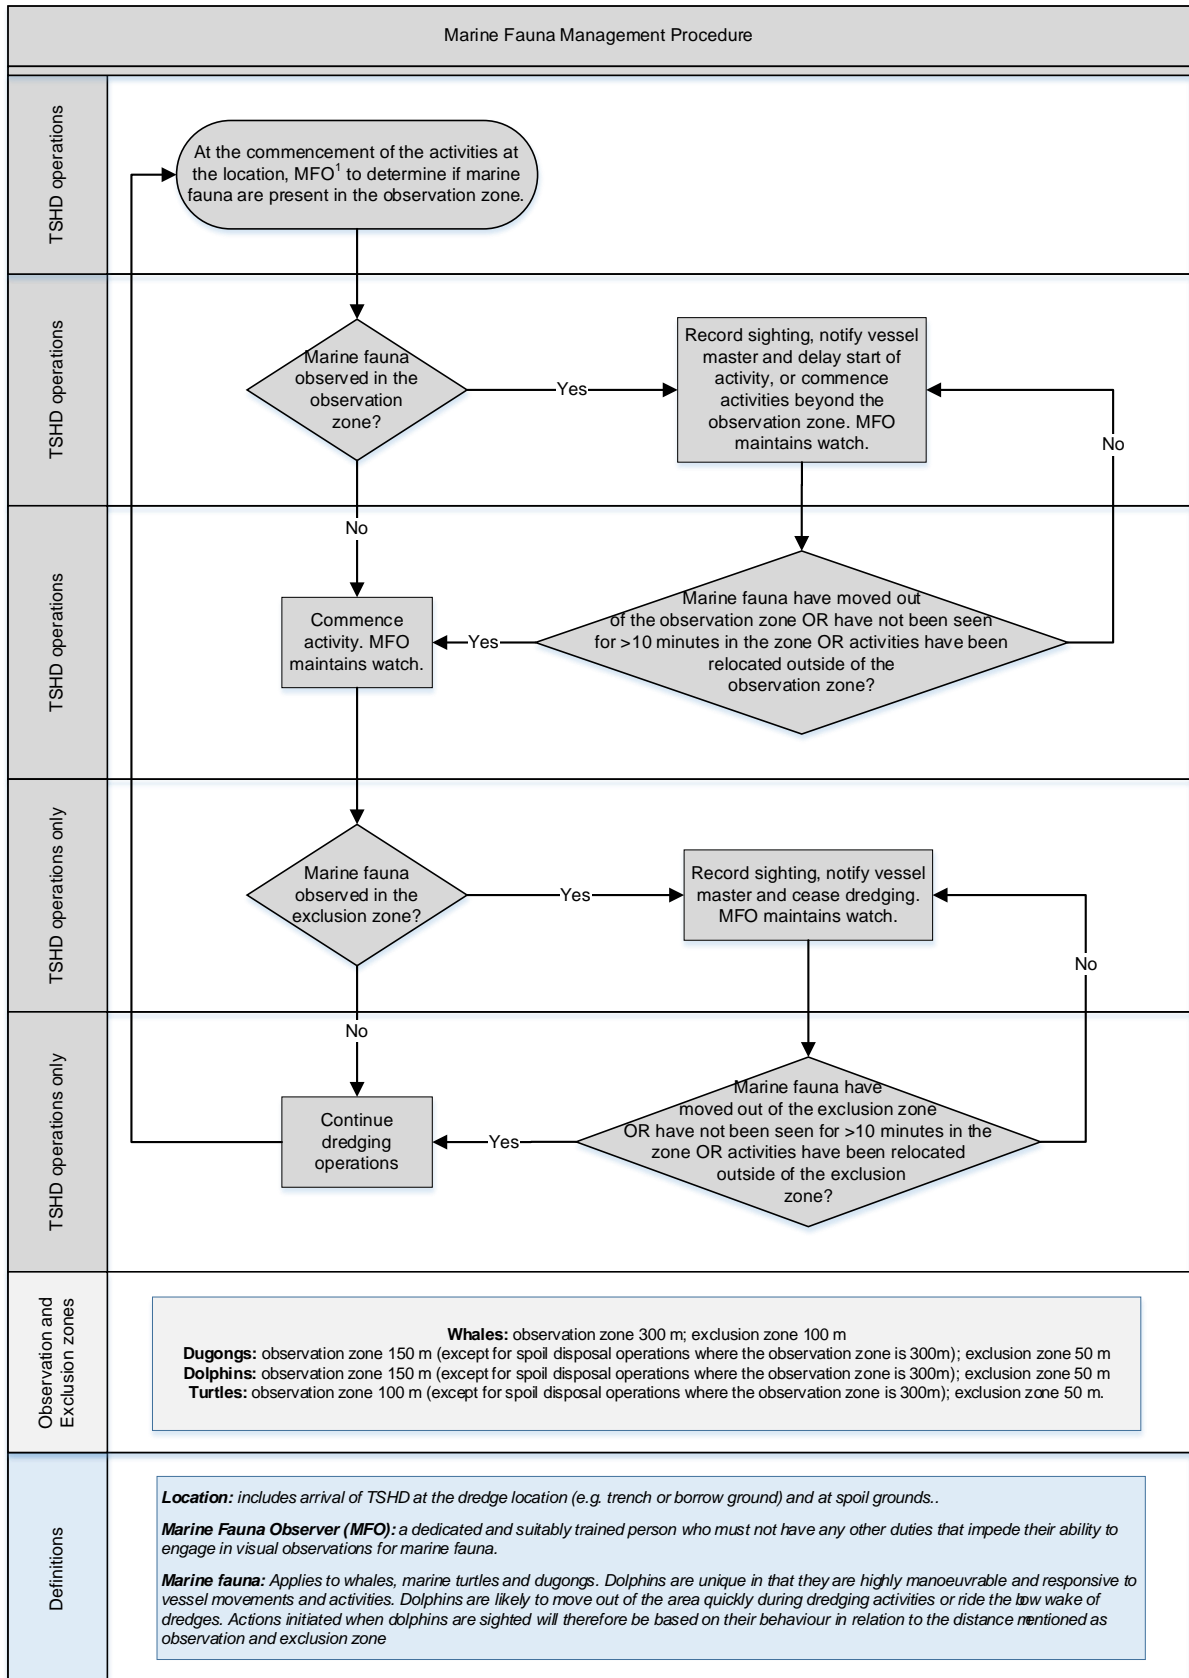 Marine Fauna Management Procedure
TSHD operations
At the commencement of the activities at
the location, MFO¹ to determine if marine
fauna are present in the observation zone.
TSHD operations
Marine fauna
observed in the
observation
zone?
Yes
Record sighting, notify vessel
master and delay start of
activity, or commence
activities beyond the
observation zone. MFO
maintains watch.
No
No
TSHD operations
Commence
activity. MFO
maintains watch.
Yes
Marine fauna have moved out
of the observation zone OR have not been seen
for >10 minutes in the zone OR activities have been
relocated outside of the
observation zone?
TSHD operations only
Marine fauna
observed in the
exclusion zone?
Yes
Record sighting, notify vessel
master and cease dredging.
MFO maintains watch.
No
No
TSHD operations only
Continue
dredging
operations
Yes
Marine fauna have
moved out of the exclusion zone
OR have not been seen for >10 minutes in the
zone OR activities have been relocated
outside of the exclusion
zone?
Observation and
Exclusion zones
Whales: observation zone 300 m; exclusion zone 100 m
Dugongs: observation zone 150 m (except for spoil disposal operations where the observation zone is 300m); exclusion zone 50 m
Dolphins: observation zone 150 m (except for spoil disposal operations where the observation zone is 300m); exclusion zone 50 m
Turtles: observation zone 100 m (except for spoil disposal operations where the observation zone is 300m); exclusion zone 50 m.
Definitions
Location: includes arrival of TSHD at the dredge location (e.g. trench or borrow ground) and at spoil grounds..
Marine Fauna Observer (MFO): a dedicated and suitably trained person who must not have any other duties that impede their ability to
engage in visual observations for marine fauna.
Marine fauna: Applies to whales, marine turtles and dugongs. Dolphins are unique in that they are highly manoeuvrable and responsive to
vessel movements and activities. Dolphins are likely to move out of the area quickly during dredging activities or ride the bow wake of
dredges. Actions initiated when dolphins are sighted will therefore be based on their behaviour in relation to the distance mentioned as
observation and exclusion zone